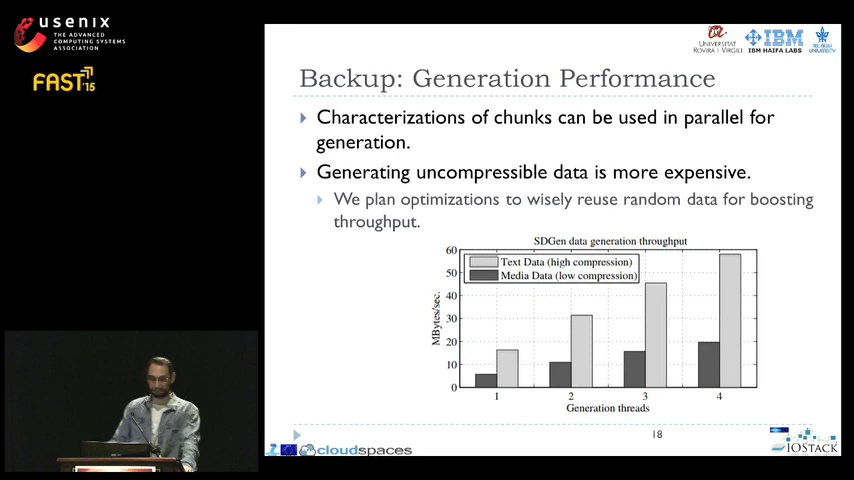 usenix
THE ADVANCED
COMPUTING SYSTEMS
ASSOCIATION
FAST'15
UNIVERSITAT
ROVIRA I VIRGILI
IBM
IBM HAIFA LABS
TEL AVIV
UNIVERSITY
Backup: Generation Performance
Characterizations of chunks can be used in parallel for
generation.
Generating uncompressible data is more expensive.
We plan optimizations to wisely reuse random data for boosting
throughput.
SDGen data generation throughput
Text Data (high compression)
Media Data (low compression)
MBytes/sec.
60
50
40
30
20
10
0
1 2 3 4
Generation threads
18
cloudspaces
IOSTACK